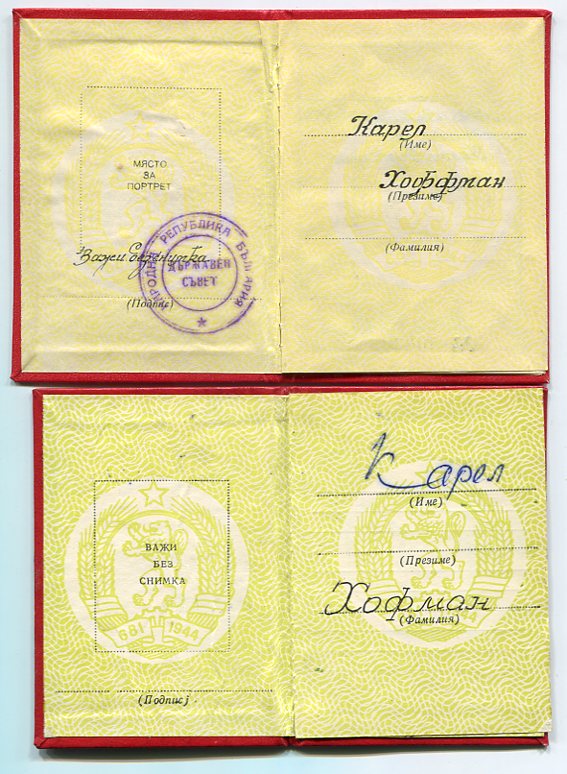 МЯСТО
ЗА
ПОРТРЕТ
Важи без снимка
(Подпис)
НАРОДНА РЕПУБЛИКА БЪЛГАРИЯ
ДЪРЖАВЕН
СЪВЕТ
Карел
(Име)
Хоффман
(Презиме)
(Фамилия)
ВАЖИ
БЕЗ
СНИМКА
681 1944
(Подпис)
Карел
(Име)
(Презиме)
Хофман
(Фамилия)